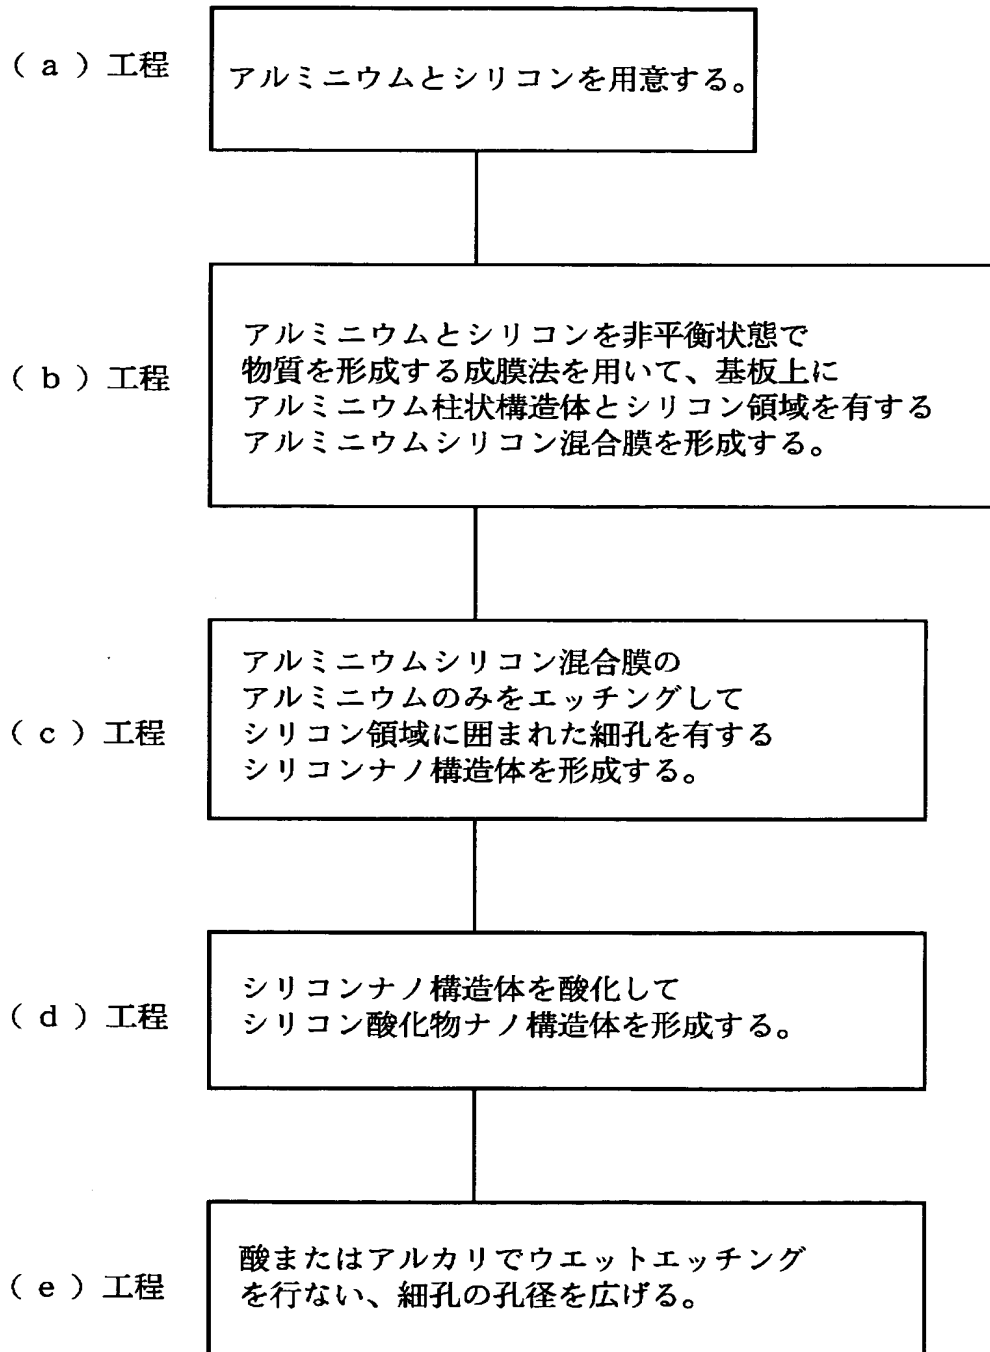 ( a ) 工程
アルミニウムとシリコンを用意する。
( b ) 工程
アルミニウムとシリコンを非平衡状態で
物質を形成する成膜法を用いて、基板上に
アルミニウム柱状構造体とシリコン領域を有する
アルミニウムシリコン混合膜を形成する。
( c ) 工程
アルミニウムシリコン混合膜の
アルミニウムのみをエッチングして
シリコン領域に囲まれた細孔を有する
シリコンナノ構造体を形成する。
( d ) 工程
シリコンナノ構造体を酸化して
シリコン酸化物ナノ構造体を形成する。
( e ) 工程
酸またはアルカリでウエットエッチング
を行ない、細孔の孔径を広げる。